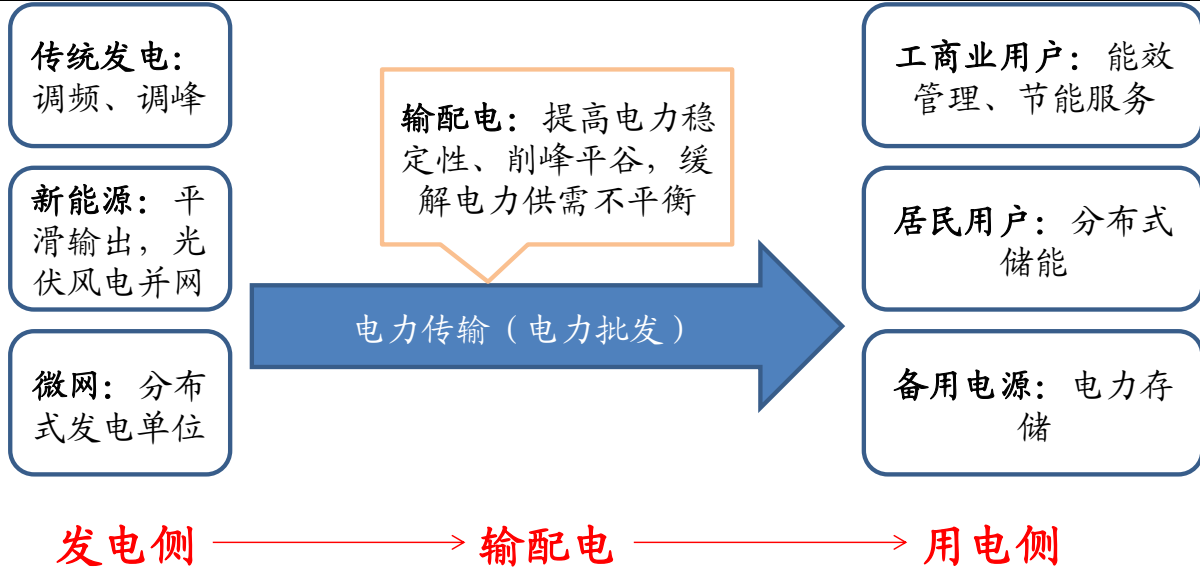 传统发电：
调频、调峰
新能源：平
滑输出，光
伏风电并网
微网：分布
式发电单位
输配电：提高电力稳
定性、削峰平谷，缓
解电力供需不平衡
电力传输（电力批发）
工商业用户：能效
管理、节能服务
居民用户：分布式
储能
备用电源：电力存
储
发电侧
输配电
用电侧